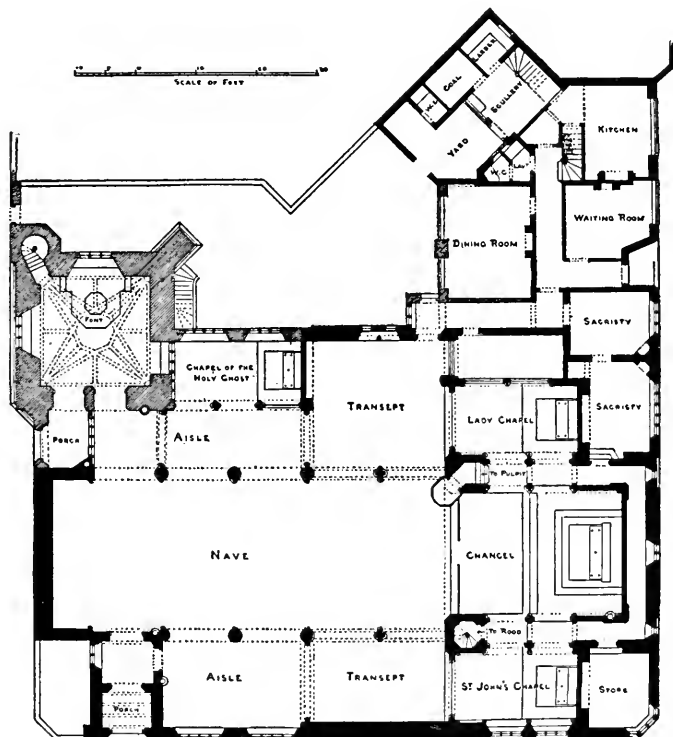 SCALE OF FEET
LARDER
COAL
W.C
SCULLERY
YARD
KITCHEN
W.C.
LAV
WAITING ROOM
DINING ROOM
FONT
SACRISTY
CHAPEL OF THE
HOLY GHOST
TRANSEPT
LADY CHAPEL
SACRISTY
PORCH
AISLE
TO PULPIT
NAVE
CHANCEL
TO ROOD
AISLE
TRANSEPT
ST JOHN'S CHAPEL
STORE
PORCH